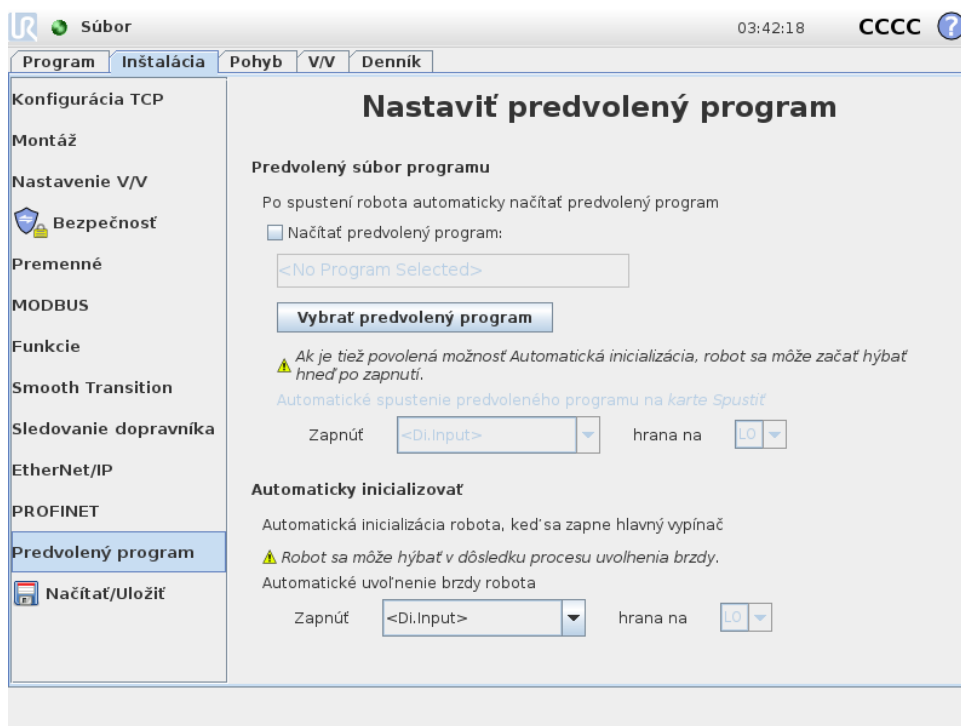 UR Súbor 03:42:18 CCCC ?
Program Inštalácia Pohyb V/V Denník
Konfigurácia TCP
Montáž
Nastavenie V/V
Bezpečnosť
Premenné
MODBUS
Funkcie
Smooth Transition
Sledovanie dopravníka
EtherNet/IP
PROFINET
Predvolený program
Načítať/Uložiť
Nastaviť predvolený program
Predvolený súbor programu
Po spustení robota automaticky načítať predvolený program
Načítať predvolený program:
<No Program Selected>
Vybrať predvolený program
Ak je tiež povolená možnosť Automatická inicializácia, robot sa môže začať hýbať
hneď po zapnutí.
Automatické spustenie predvoleného programu na karte Spustiť
Zapnúť <Di.Input> hrana na LO
Automaticky inicializovať
Automatická inicializácia robota, keď sa zapne hlavný vypínač
Robot sa môže hýbať v dôsledku procesu uvolhenia brzdy.
Automatické uvoľnenie brzdy robota
Zapnúť <Di.Input> hrana na LO